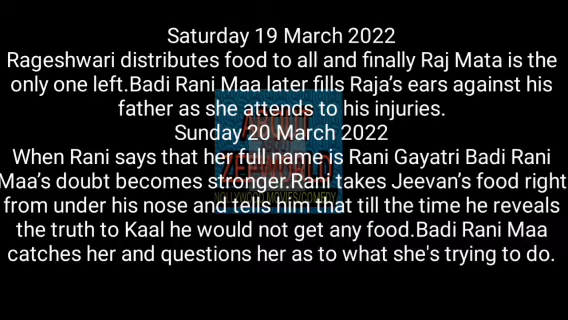 Saturday 19 March 2022
Rageshwari distributes food to all and finally Raj Mata is the
only one left.Badi Rani Maa later fills Raja's ears against his
father as she attends to his injuries.
Sunday 20 March 2022
When Rani says that her full name is Rani Gayatri Badi Rani
Maa's doubt becomes stronger.Rani takes Jeevan's food right
from under his nose and tells him that till the time he reveals
the truth to Kaal he would not get any food.Badi Rani Maa
catches her and questions her as to what she's trying to do.